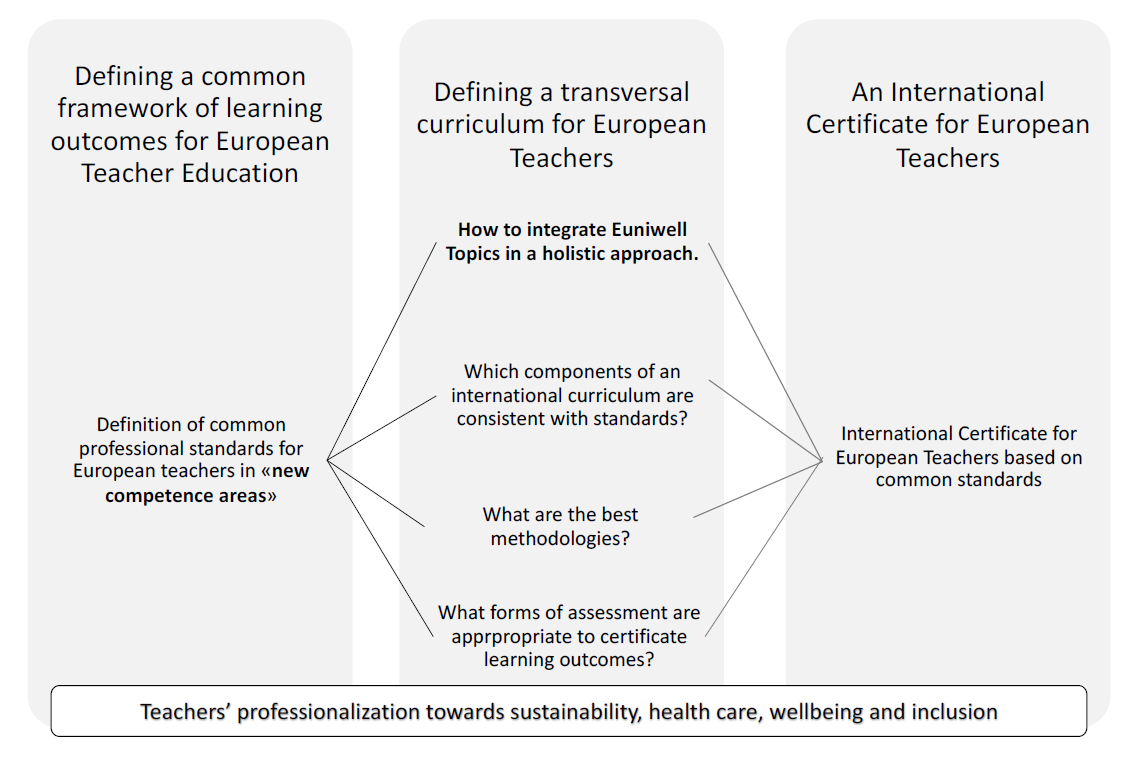 Defining a common
framework of learning
outcomes for European
Teacher Education
Definition of common
professional standards for
European teachers in «new
competence areas»
Defining a transversal
curriculum for European
Teachers
How to integrate Euniwell
Topics in a holistic approach.
Which components of an
international curriculum are
consistent with standards?
What are the best
methodologies?
What forms of assessment are
apprpropriate to certificate
learning outcomes?
An International
Certificate for European
Teachers
International Certificate for
European Teachers based on
common standards
Teachers’ professionalization towards sustainability, health care, wellbeing and inclusion